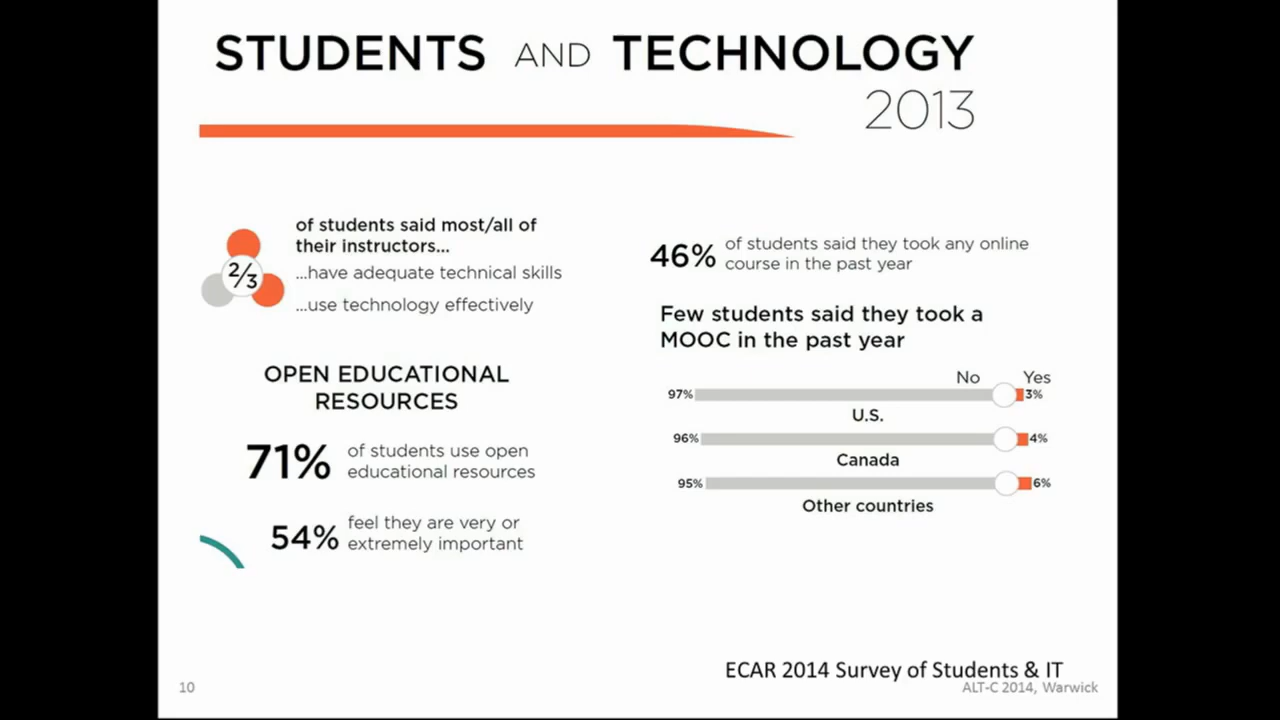 STUDENTS AND TECHNOLOGY
2013
2/3
of students said most/all of
their instructors...
...have adequate technical skills
...use technology effectively
OPEN EDUCATIONAL
RESOURCES
71%
of students use open
educational resources
54%
feel they are very or
extremely important
46%
of students said they took any online
course in the past year
Few students said they took a
MOOC in the past year
No Yes
97% 3%
U.S.
96% 4%
Canada
95% 6%
Other countries
ECAR 2014 Survey of Students & IT
10 ALT-C 2014, Warwick